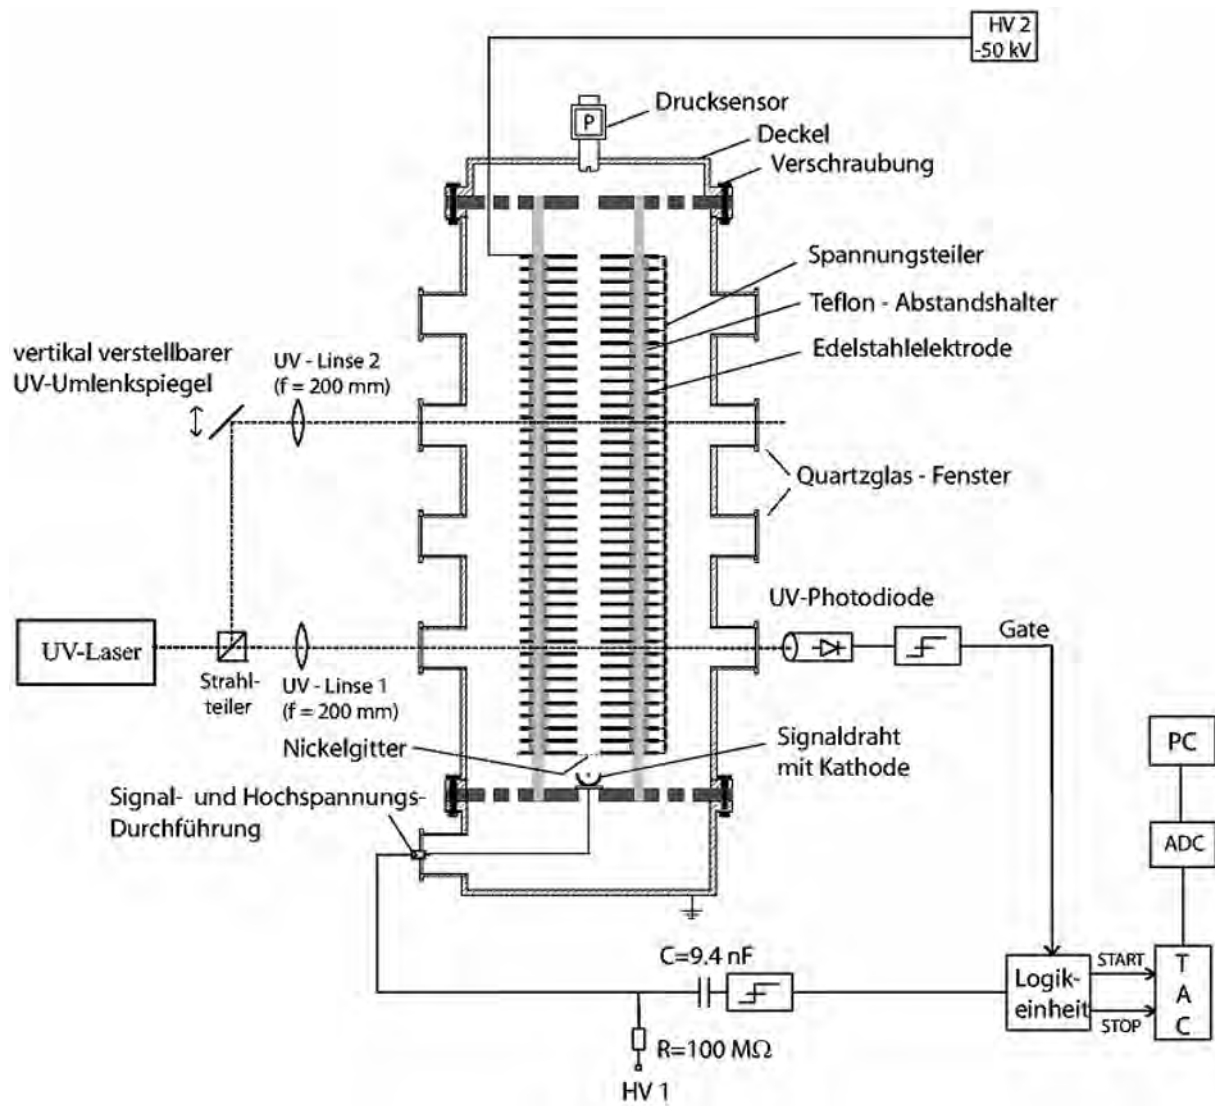 HV 2
-50 kV
Drucksensor
P
Deckel
Verschraubung
Spannungsteiler
Teflon - Abstandshalter
Edelstahlelektrode
vertikal verstellbarer
UV-Umlenkspiegel
UV - Linse 2
(f = 200 mm)
Quartzglas - Fenster
UV-Photodiode
Gate
UV-Laser
Strahl-
teiler
UV - Linse 1
(f = 200 mm)
Nickelgitter
Signaldraht
mit Kathode
Signal- und Hochspannungs-
Durchführung
PC
ADC
C=9.4 nF
Logik-
einheit
START
STOP
T
A
C
R=100 MΩ
HV 1